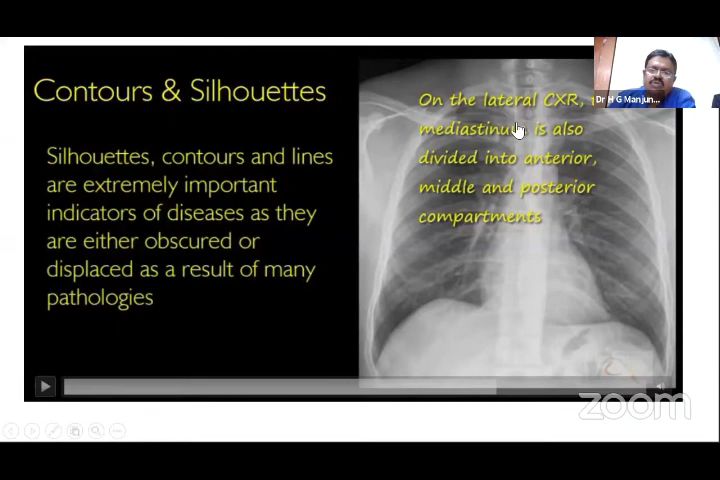 Contours & Silhouettes
Silhouettes, contours and lines
are extremely important
indicators of diseases as they
are either obscured or
displaced as a result of many
pathologies
On the lateral CXR,
mediastinum is also
divided into anterior,
middle and posterior
compartments
Dr H G Manjun...
zoom